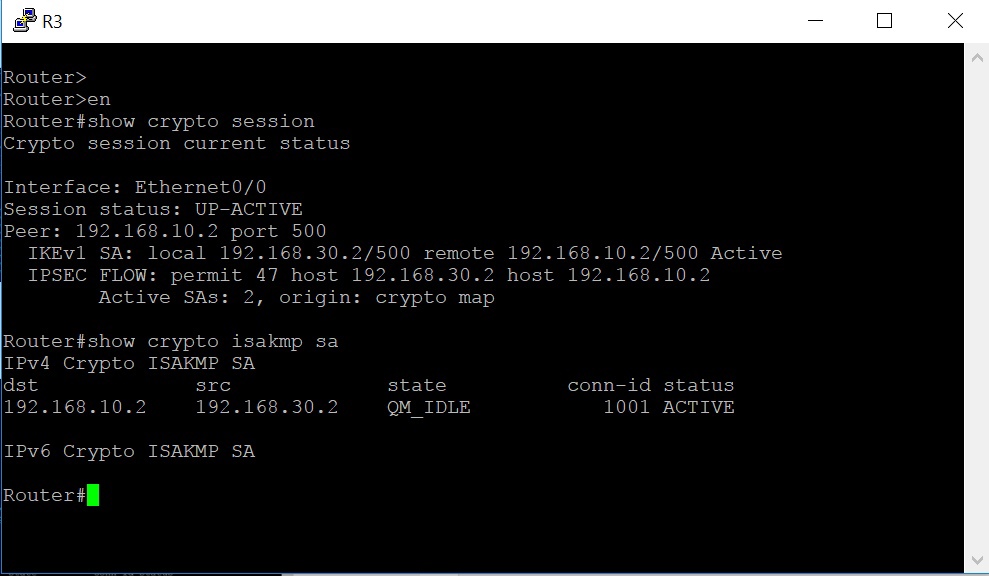 R3
Router>
Router>en
Router#show crypto session
Crypto session current status
Interface: Ethernet0/0
Session status: UP-ACTIVE
Peer: 192.168.10.2 port 500
  IKEv1 SA: local 192.168.30.2/500 remote 192.168.10.2/500 Active
  IPSEC FLOW: permit 47 host 192.168.30.2 host 192.168.10.2
        Active SAs: 2, origin: crypto map
Router#show crypto isakmp sa
IPv4 Crypto ISAKMP SA
dst             src             state          conn-id status
192.168.10.2    192.168.30.2    QM_IDLE           1001 ACTIVE
IPv6 Crypto ISAKMP SA
Router#